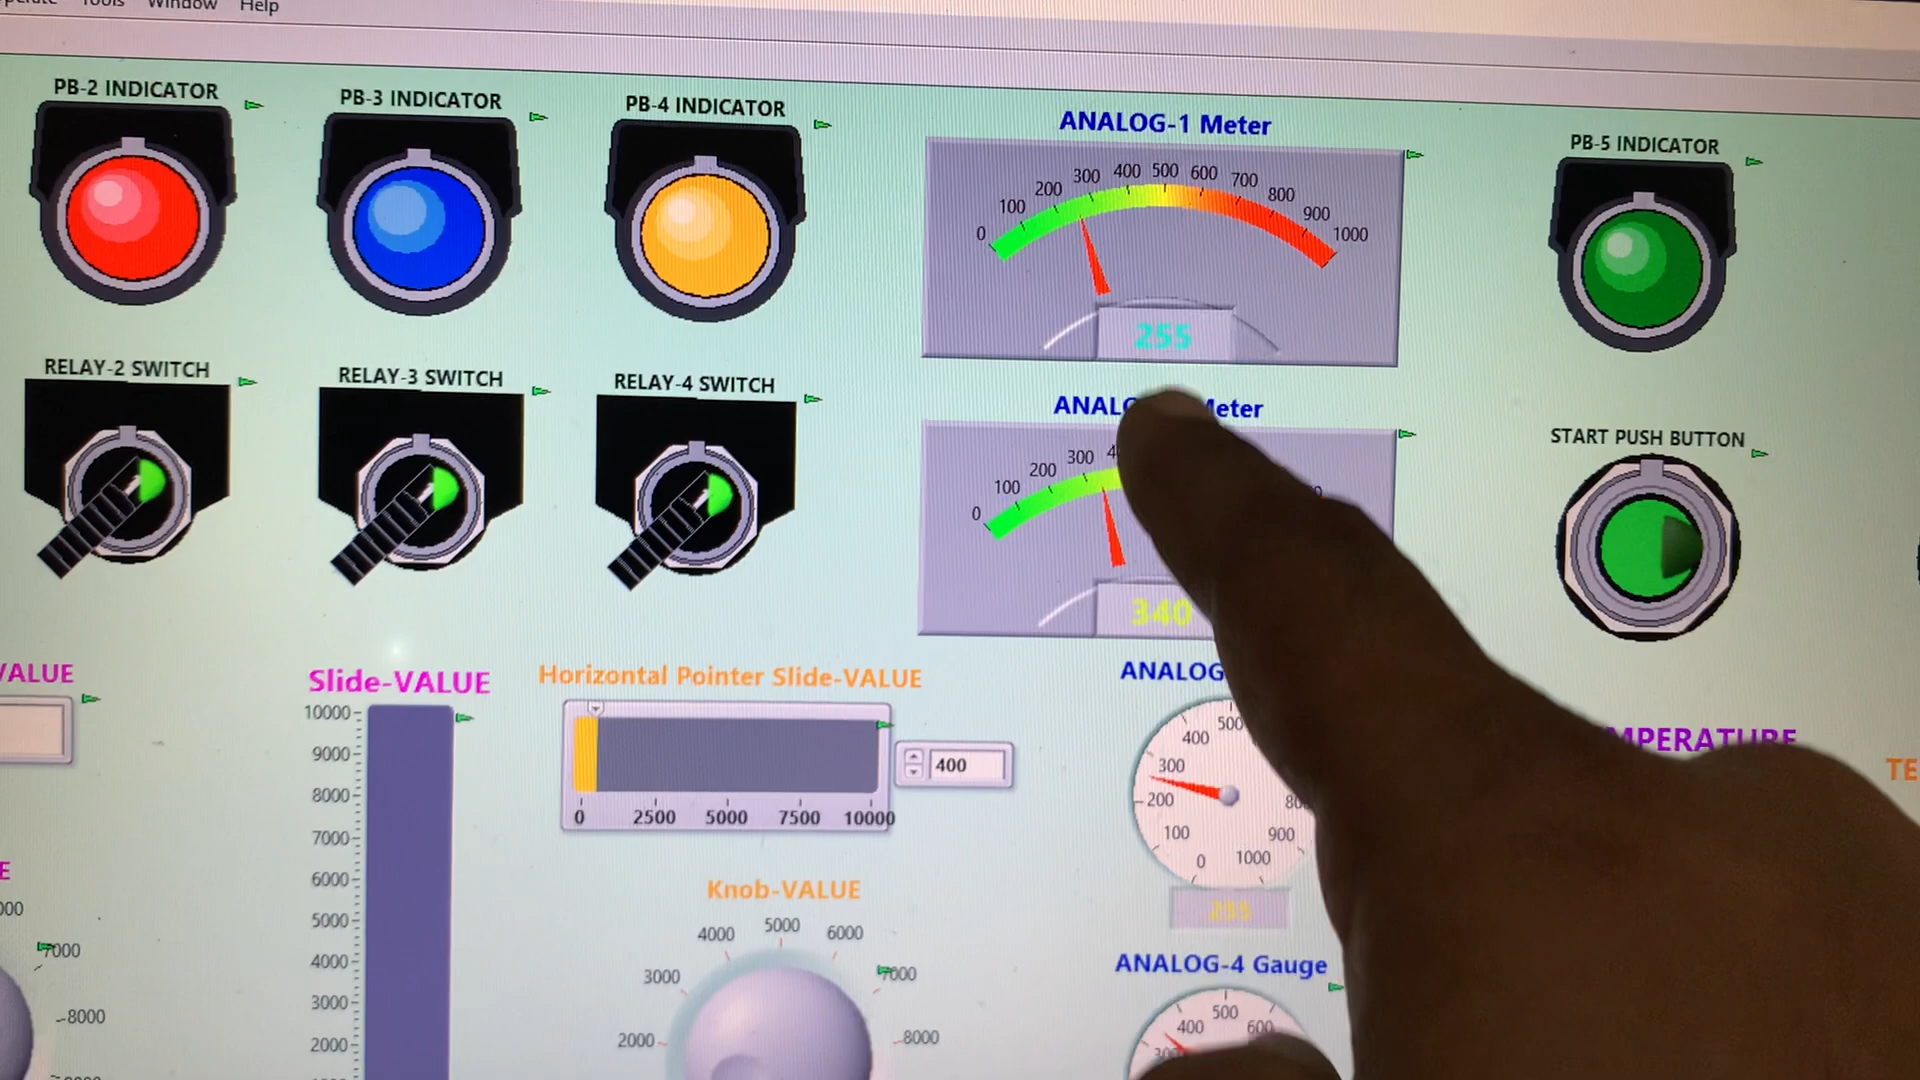 Tools Window Help
PB-2 INDICATOR
PB-3 INDICATOR
PB-4 INDICATOR
ANALOG-1 Meter
0 100 200 300 400 500 600 700 800 900 1000
255
PB-5 INDICATOR
RELAY-2 SWITCH
RELAY-3 SWITCH
RELAY-4 SWITCH
Meter
0 100 200 300
340
START PUSH BUTTON
VALUE
Slide-VALUE
10000
9000
8000
7000
6000
5000
4000
3000
2000
Horizontal Pointer Slide-VALUE
0 2500 5000 7500 10000
400
ANALOG
0 100 200 300 400 500
900 1000
255
7000
8000
Knob-VALUE
2000 3000 4000 5000 6000 7000 8000
ANALOG-4 Gauge
300 400 500 600